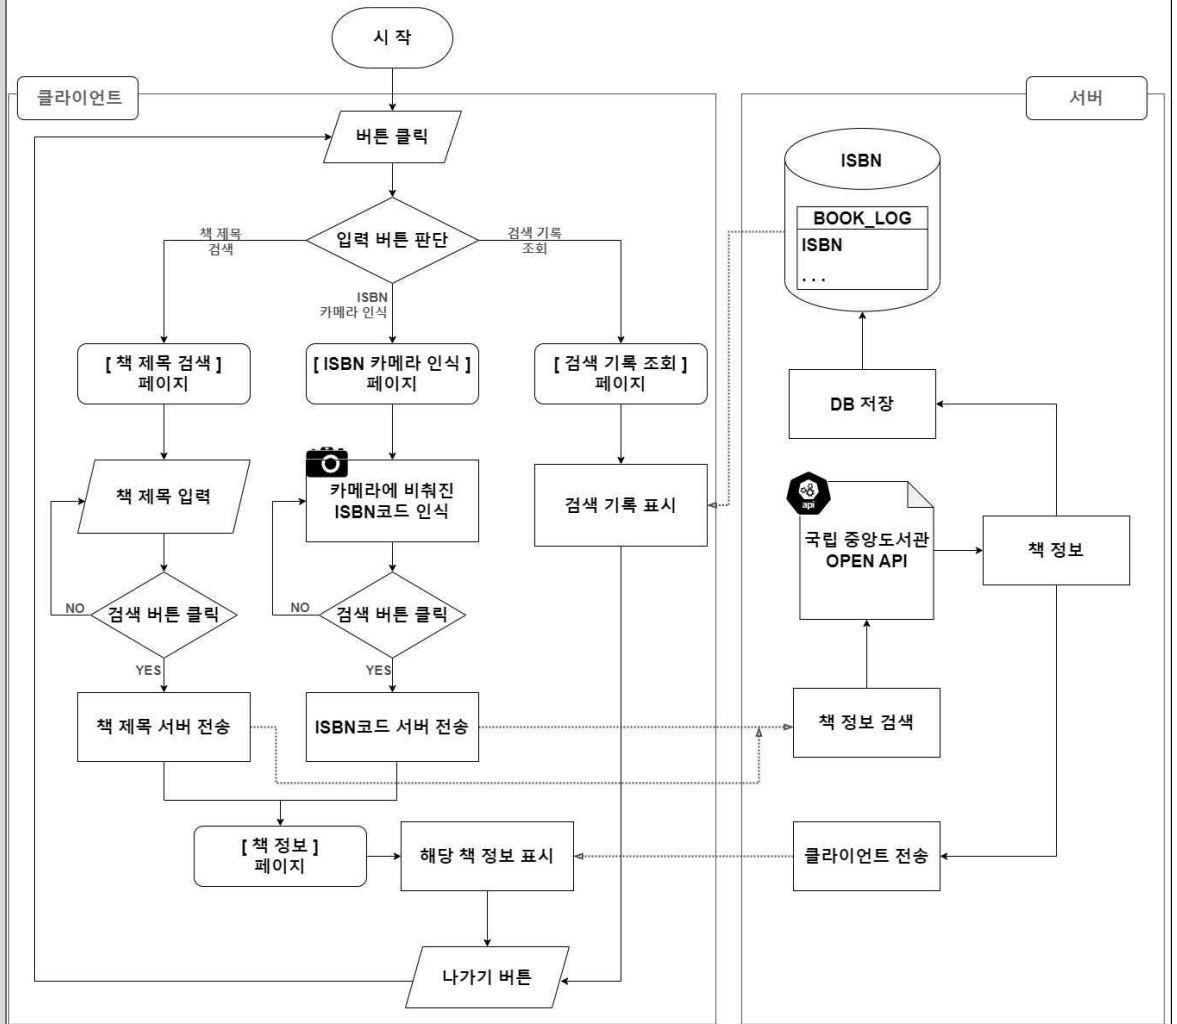 시 작
클라이언트
서버
버튼 클릭
ISBN
BOOK_LOG
ISBN
. . .
입력 버튼 판단
책 제목
검색
검색 기록
조회
ISBN
카메라 인식
[ 책 제목 검색 ]
페이지
[ ISBN 카메라 인식 ]
페이지
[ 검색 기록 조회 ]
페이지
DB 저장
책 제목 입력
카메라에 비춰진
ISBN코드 인식
검색 기록 표시
api
국립 중앙도서관
OPEN API
책 정보
NO
검색 버튼 클릭
YES
NO
검색 버튼 클릭
YES
책 제목 서버 전송
ISBN코드 서버 전송
책 정보 검색
[ 책 정보 ]
페이지
해당 책 정보 표시
클라이언트 전송
나가기 버튼